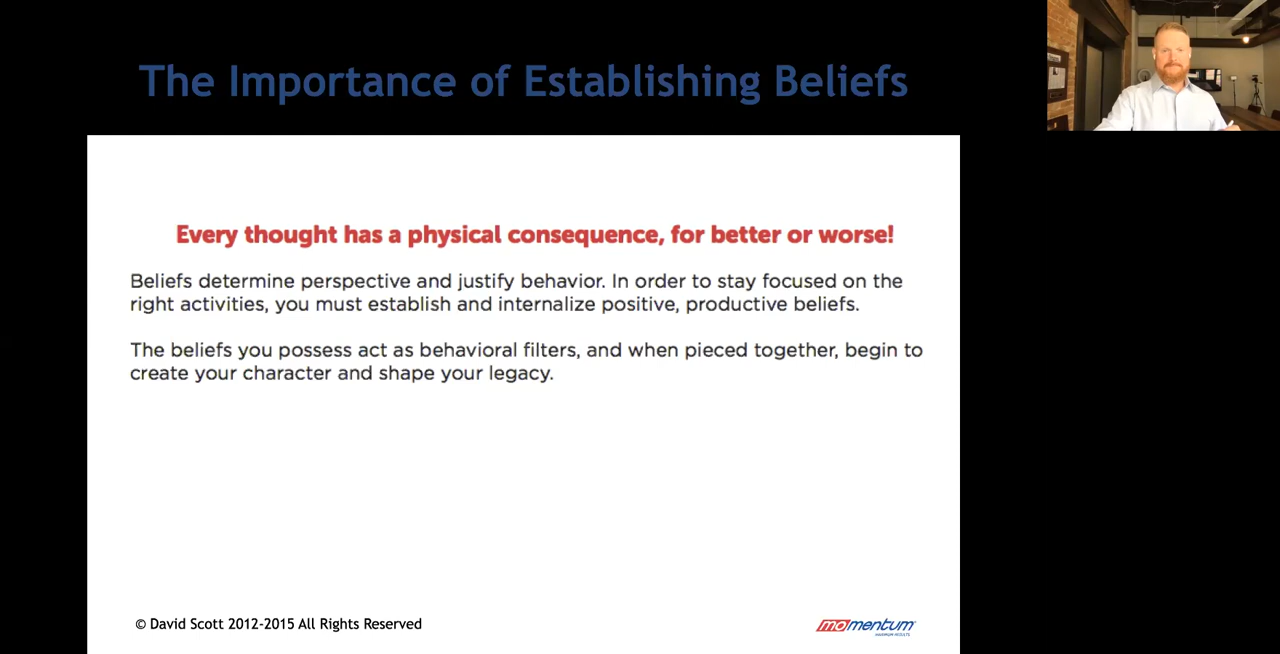 The Importance of Establishing Beliefs
Every thought has a physical consequence, for better or worse!
Beliefs determine perspective and justify behavior. In order to stay focused on the
right activities, you must establish and internalize positive, productive beliefs.
The beliefs you possess act as behavioral filters, and when pieced together, begin to
create your character and shape your legacy.
© David Scott 2012-2015 All Rights Reserved
momentum